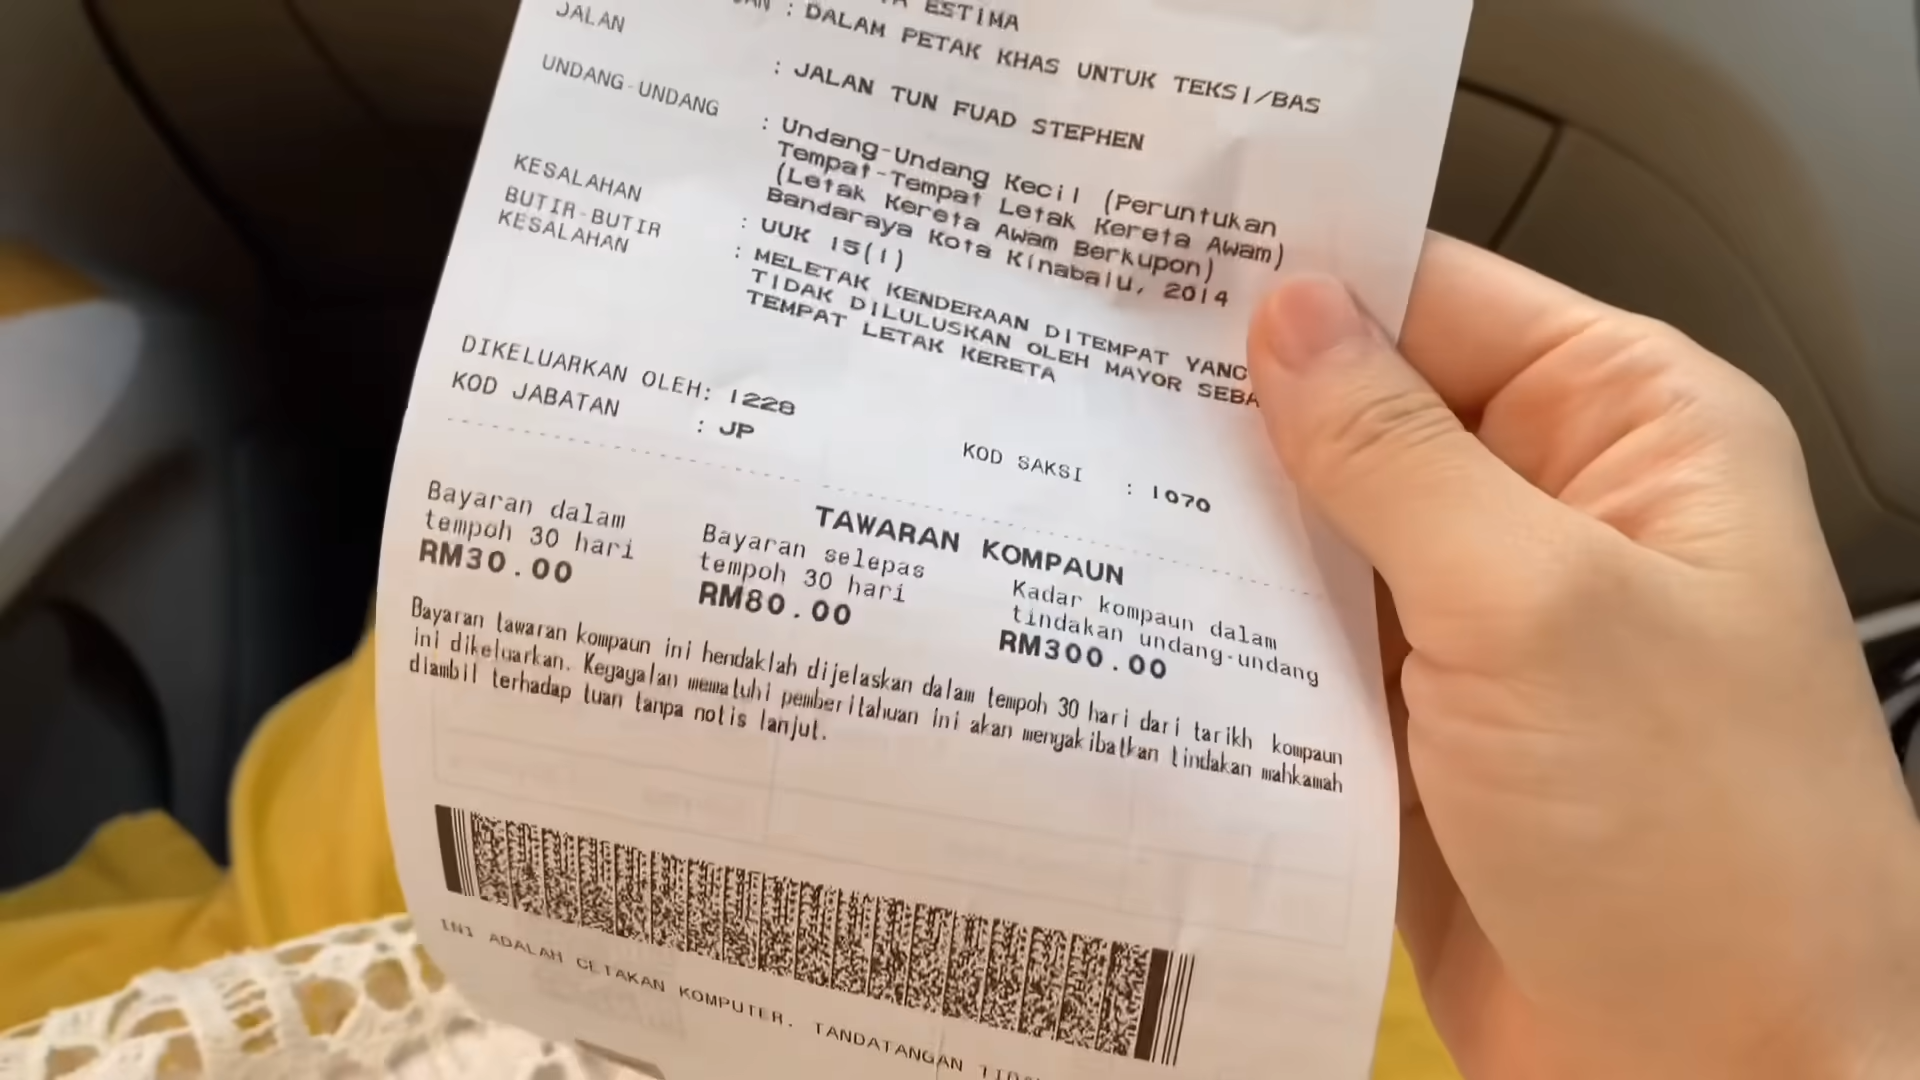 ESTIMA
: DALAM PETAK KHAS UNTUK TEKSI/BAS
JALAN : JALAN TUN FUAD STEPHEN
UNDANG-UNDANG : Undang-Undang Kecil (Peruntukan
Tempat-Tempat Letak Kereta Awam)
(Letak Kereta Awam Berkupon)
Bandaraya Kota Kinabalu, 2014
KESALAHAN : UUK 15(1)
BUTIR-BUTIR : MELETAK KENDERAAN DITEMPAT YANG
KESALAHAN TIDAK DILULUSKAN OLEH MAYOR SEBA
TEMPAT LETAK KERETA
DIKELUARKAN OLEH: 1228
KOD JABATAN : JP KOD SAKSI : 1070
TAWARAN KOMPAUN
Bayaran dalam Bayaran selepas Kadar kompaun dalam
tempoh 30 hari tempoh 30 hari tindakan undang-undang
RM30.00 RM80.00 RM300.00
Bayaran tawaran kompaun ini hendaklah dijelaskan dalam tempoh 30 hari dari tarikh kompaun
ini dikeluarkan. Kegagalan mematuhi pemberitahuan ini akan mengakibatkan tindakan mahkamah
diambil terhadap tuan tanpa notis lanjut.
INI ADALAH CETAKAN KOMPUTER. TANDATANGAN